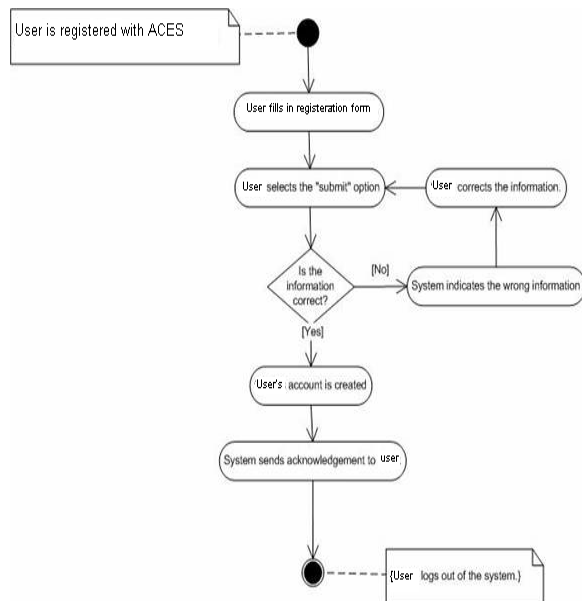 User is registered with ACES
User fills in registeration form
User selects the "submit" option
User corrects the information.
Is the
information
correct?
[No]
System indicates the wrong information
[Yes]
User's account is created
System sends acknowledgement to user.
{User logs out of the system.}